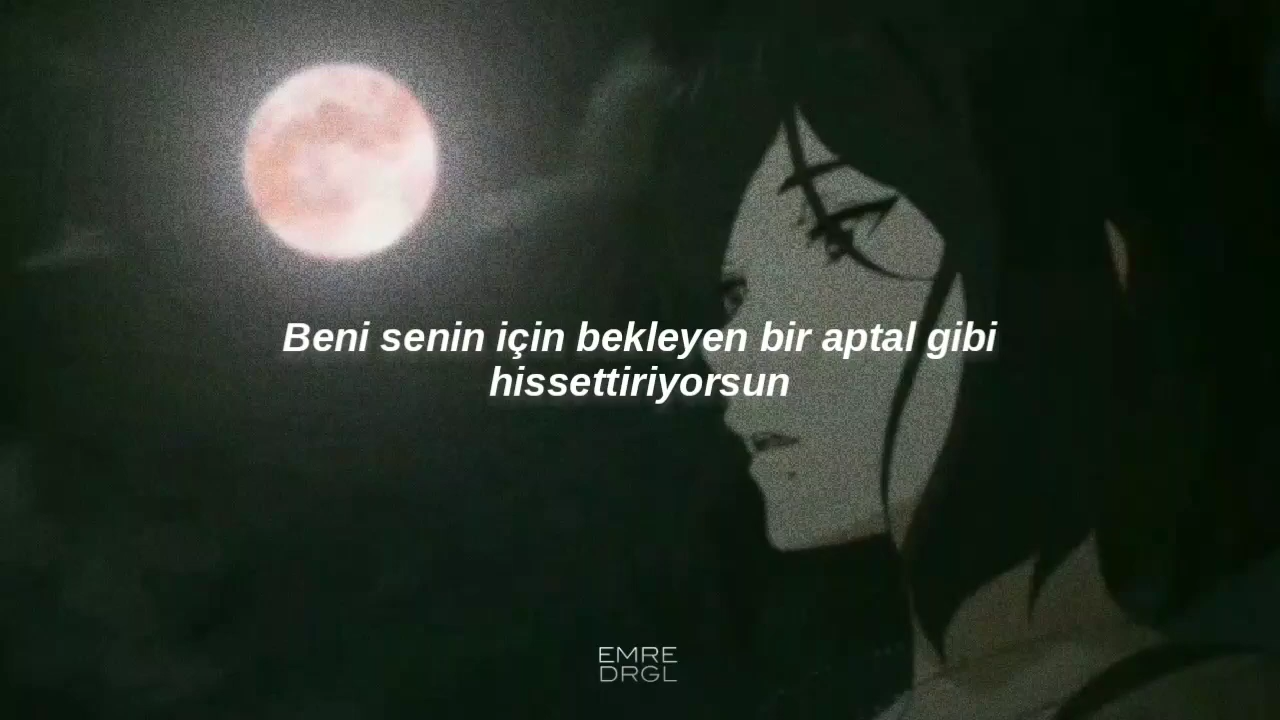 Beni senin için bekleyen bir aptal gibi
hissettiriyorsun
EMRE
DRGL